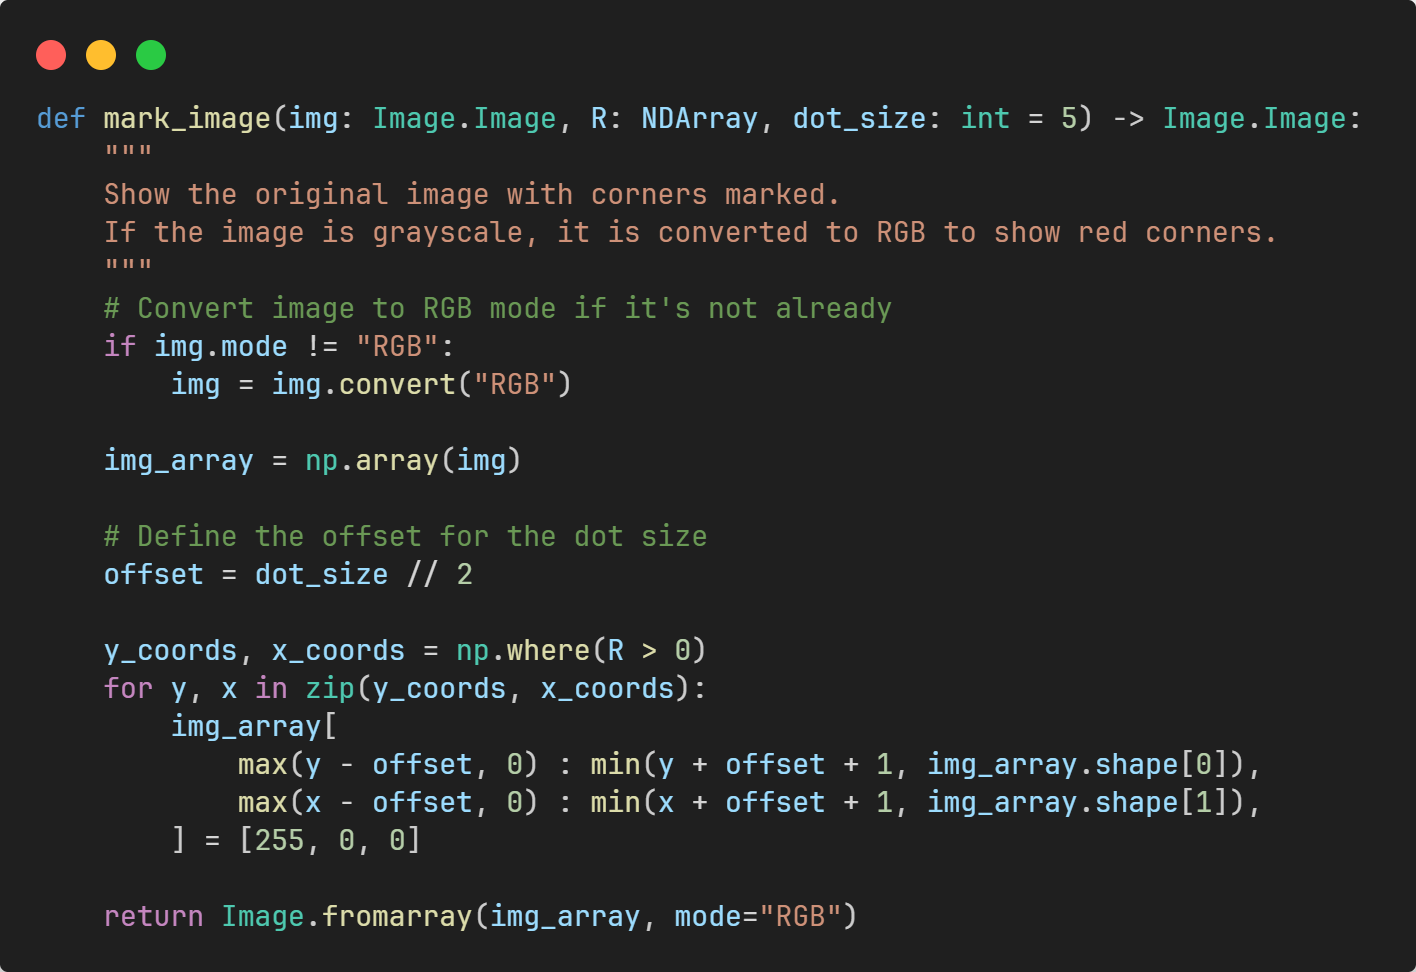 def mark_image(img: Image.Image, R: NDArray, dot_size: int = 5) -> Image.Image:
    """
    Show the original image with corners marked.
    If the image is grayscale, it is converted to RGB to show red corners.
    """
    # Convert image to RGB mode if it's not already
    if img.mode != "RGB":
        img = img.convert("RGB")

    img_array = np.array(img)

    # Define the offset for the dot size
    offset = dot_size // 2

    y_coords, x_coords = np.where(R > 0)
    for y, x in zip(y_coords, x_coords):
        img_array[
            max(y - offset, 0) : min(y + offset + 1, img_array.shape[0]),
            max(x - offset, 0) : min(x + offset + 1, img_array.shape[1]),
        ] = [255, 0, 0]

    return Image.fromarray(img_array, mode="RGB")